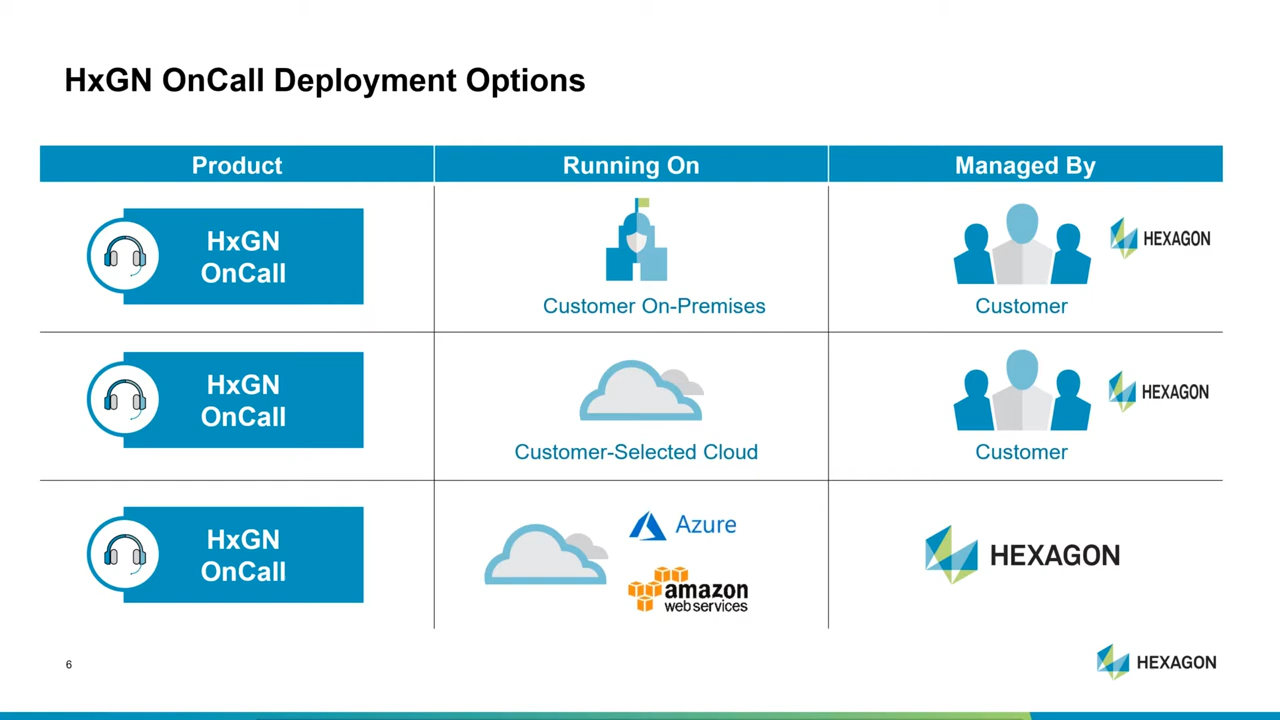 HxGN OnCall Deployment Options
Product
Running On
Managed By
HxGN
OnCall
Customer On-Premises
Customer
HEXAGON
HxGN
OnCall
Customer-Selected Cloud
Customer
HEXAGON
HxGN
OnCall
Azure
amazon
web services
HEXAGON
6
HEXAGON